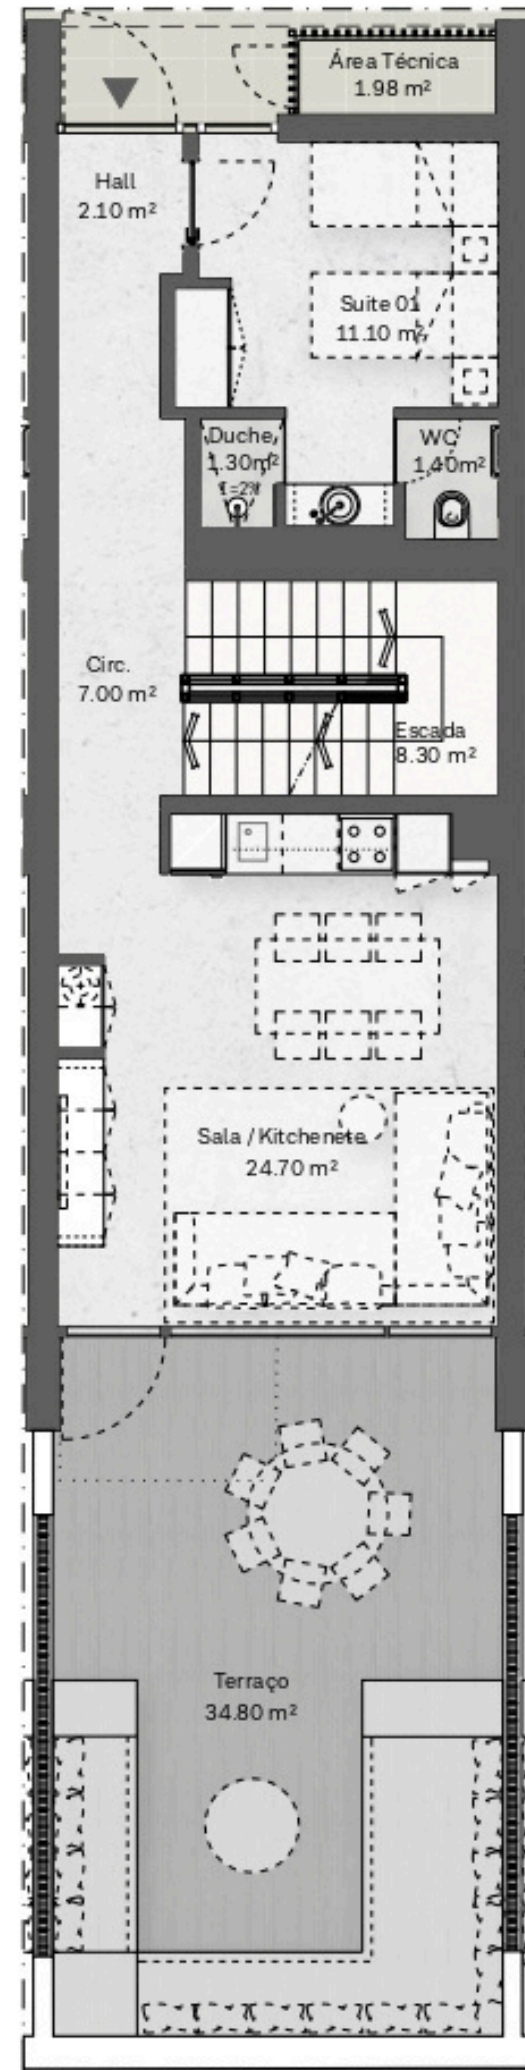 Área Técnica
1.98 m²
Hall
2.10 m²
Suite 01
11.10 m²
Duche
1.30m²
i=2%
WC
1.40m²
Circ.
7.00 m²
Escada
8.30 m²
Sala / Kitchenete
24.70 m²
Terraço
34.80 m²